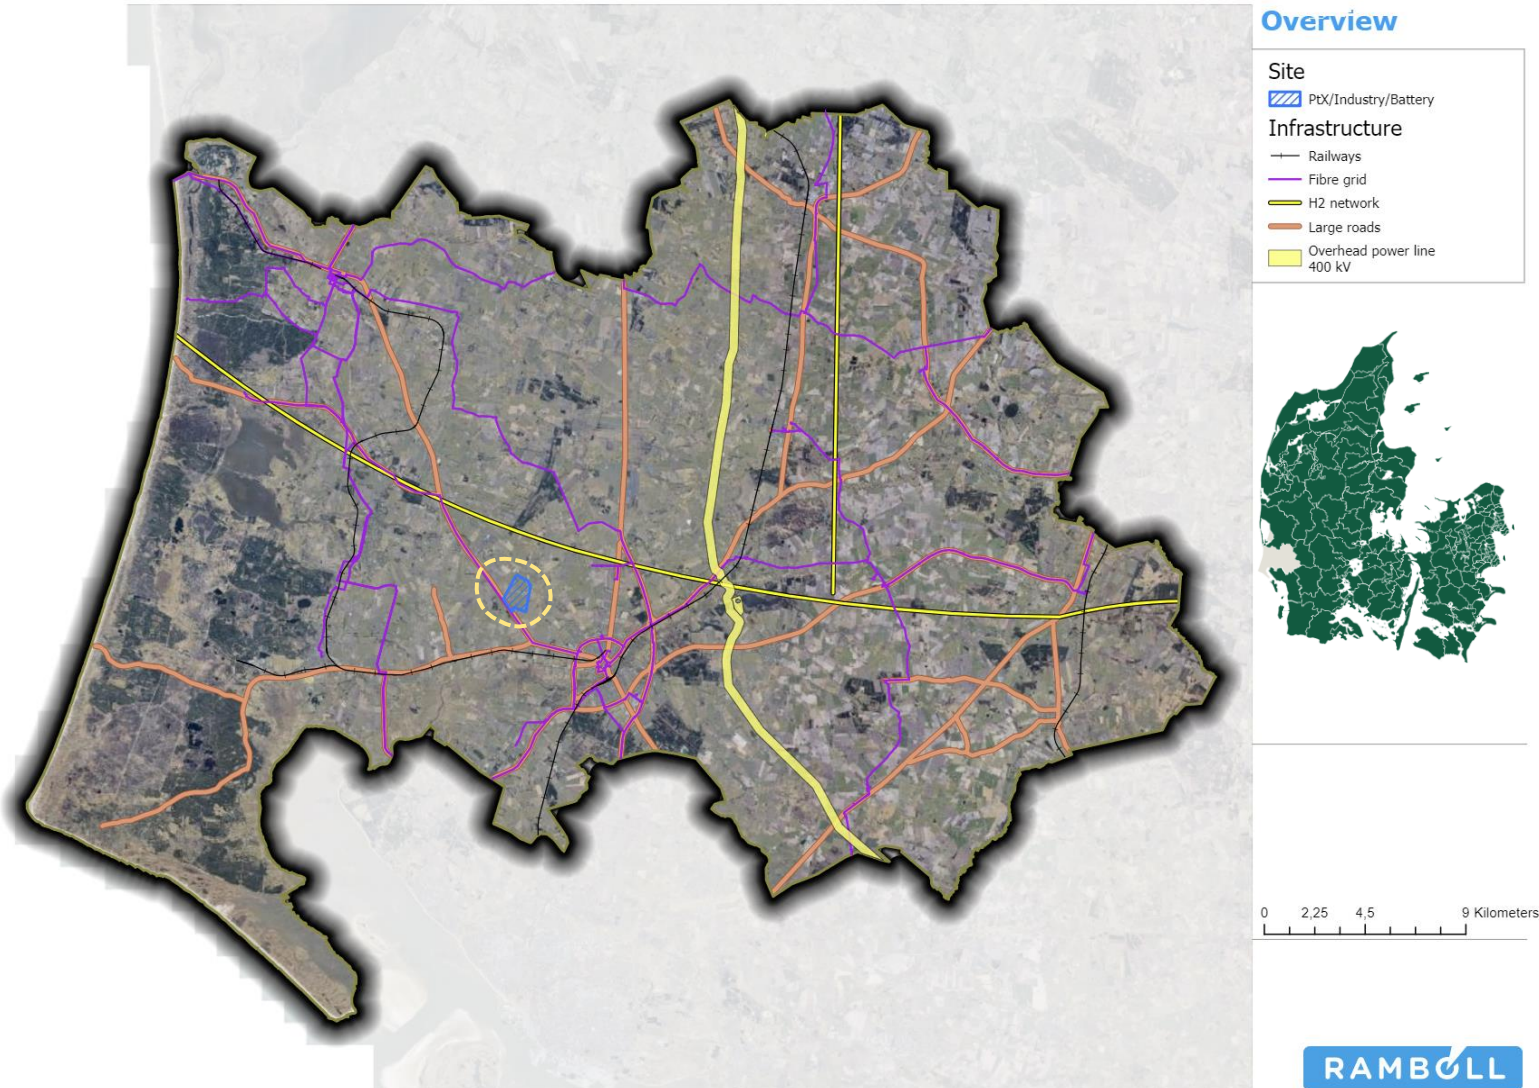 Overview
Site
PtX/Industry/Battery
Infrastructure
Railways
Fibre grid
H2 network
Large roads
Overhead power line
400 kV
0 2,25 4,5 9 Kilometers
RAMBOLL